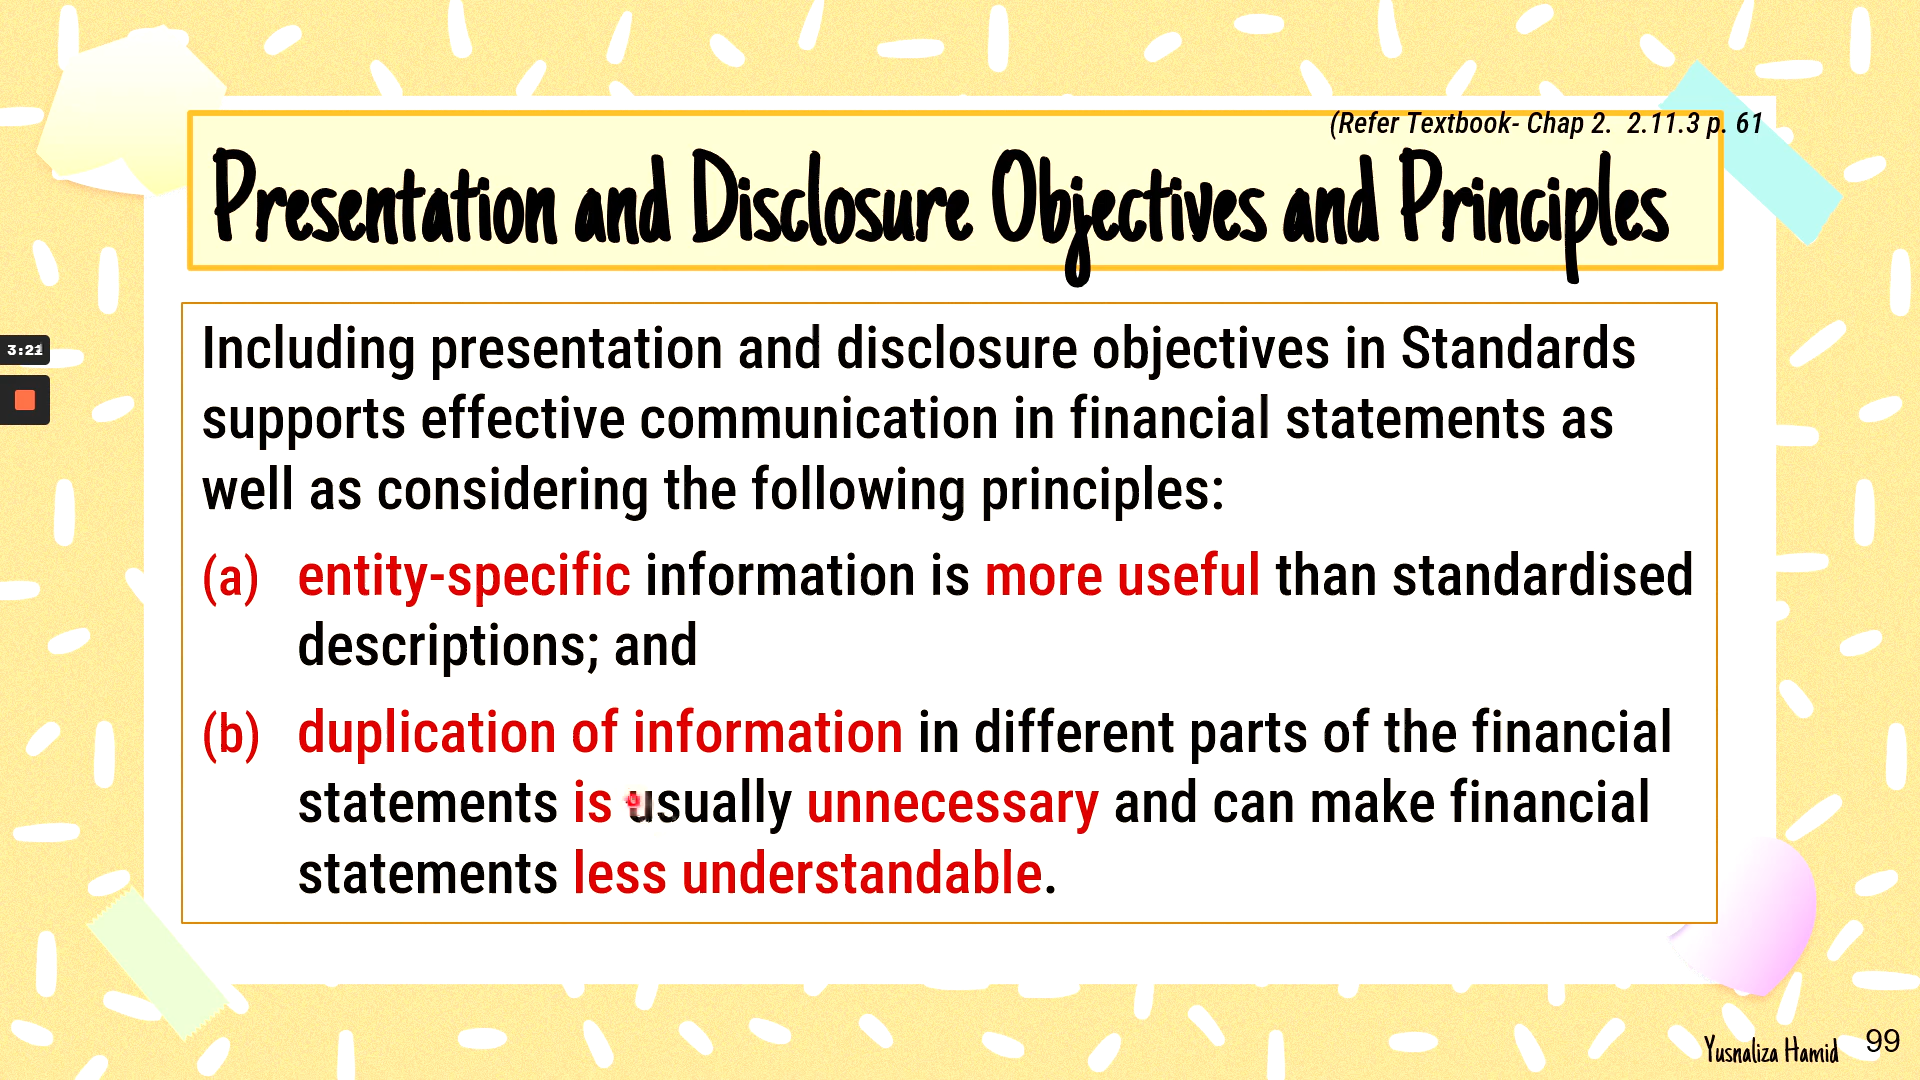 (Refer Textbook- Chap 2. 2.11.3 p. 61
Presentation and Disclosure Objectives and Principles
Including presentation and disclosure objectives in Standards
supports effective communication in financial statements as
well as considering the following principles:
(a) entity-specific information is more useful than standardised
descriptions; and
(b) duplication of information in different parts of the financial
statements is usually unnecessary and can make financial
statements less understandable.
3:21
Yusnaliza Hamid 99